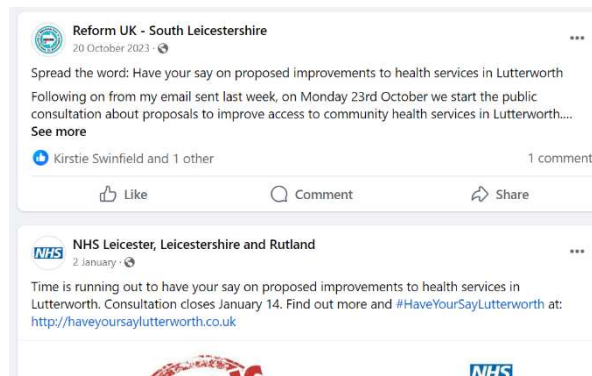 Reform UK - South Leicestershire
20 October 2023 ·
Spread the word: Have your say on proposed improvements to health services in Lutterworth
Following on from my email sent last week, on Monday 23rd October we start the public
consultation about proposals to improve access to community health services in Lutterworth....
See more
Kirstie Swinfield and 1 other 1 comment
Like Comment Share
NHS NHS Leicester, Leicestershire and Rutland
2 January ·
Time is running out to have your say on proposed improvements to health services in
Lutterworth. Consultation closes January 14. Find out more and #HaveYourSayLutterworth at:
http://haveyoursaylutterworth.co.uk
NHS